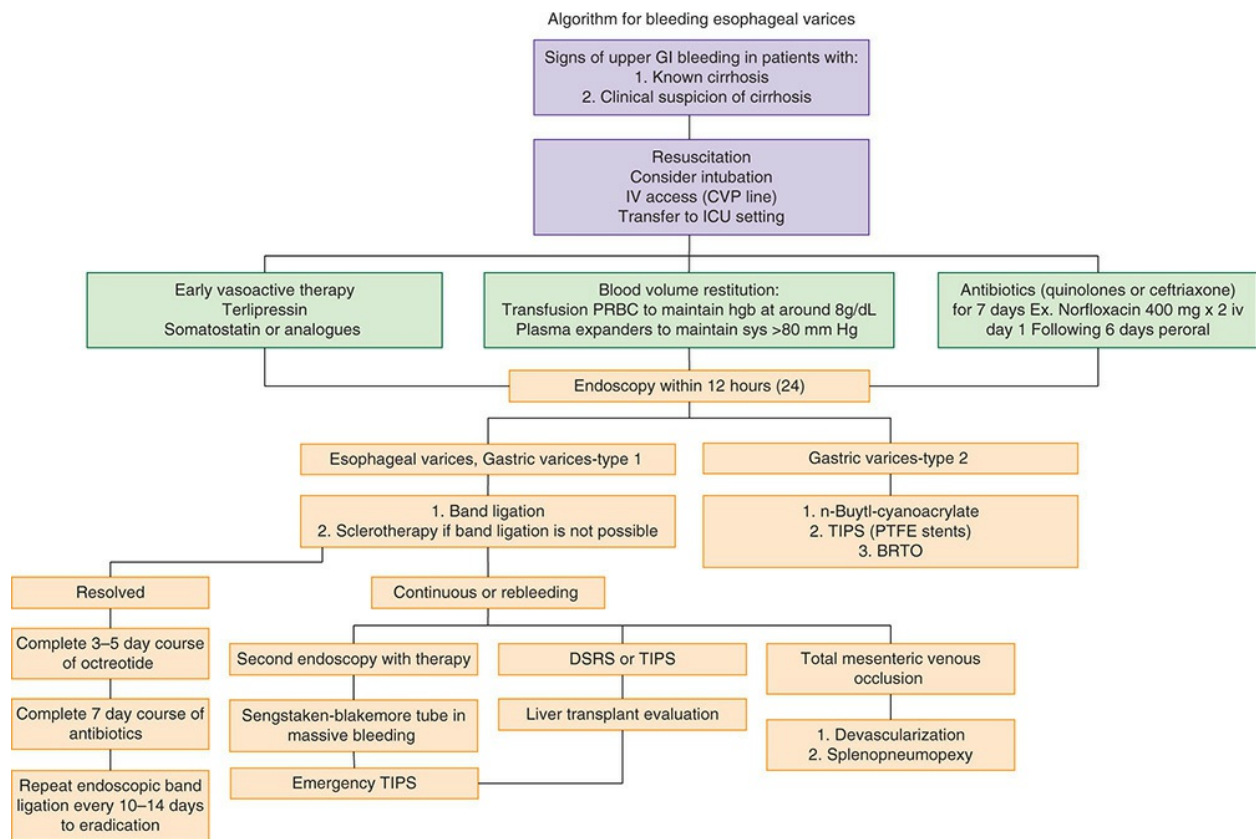 Algorithm for bleeding esophageal varices
Signs of upper GI bleeding in patients with:
1. Known cirrhosis
2. Clinical suspicion of cirrhosis
Resuscitation
Consider intubation
IV access (CVP line)
Transfer to ICU setting
Early vasoactive therapy
Terlipressin
Somatostatin or analogues
Blood volume restitution:
Transfusion PRBC to maintain hgb at around 8g/dL
Plasma expanders to maintain sys >80 mm Hg
Antibiotics (quinolones or ceftriaxone)
for 7 days Ex. Norfloxacin 400 mg x 2 iv
day 1 Following 6 days peroral
Endoscopy within 12 hours (24)
Esophageal varices, Gastric varices-type 1
Gastric varices-type 2
1. Band ligation
2. Sclerotherapy if band ligation is not possible
1. n-Buytl-cyanoacrylate
2. TIPS (PTFE stents)
3. BRTO
Resolved
Continuous or rebleeding
Complete 3–5 day course
of octreotide
Second endoscopy with therapy
DSRS or TIPS
Total mesenteric venous
occlusion
Complete 7 day course of
antibiotics
Sengstaken-blakemore tube in
massive bleeding
Liver transplant evaluation
1. Devascularization
2. Splenopneumopexy
Repeat endoscopic band
ligation every 10–14 days
to eradication
Emergency TIPS